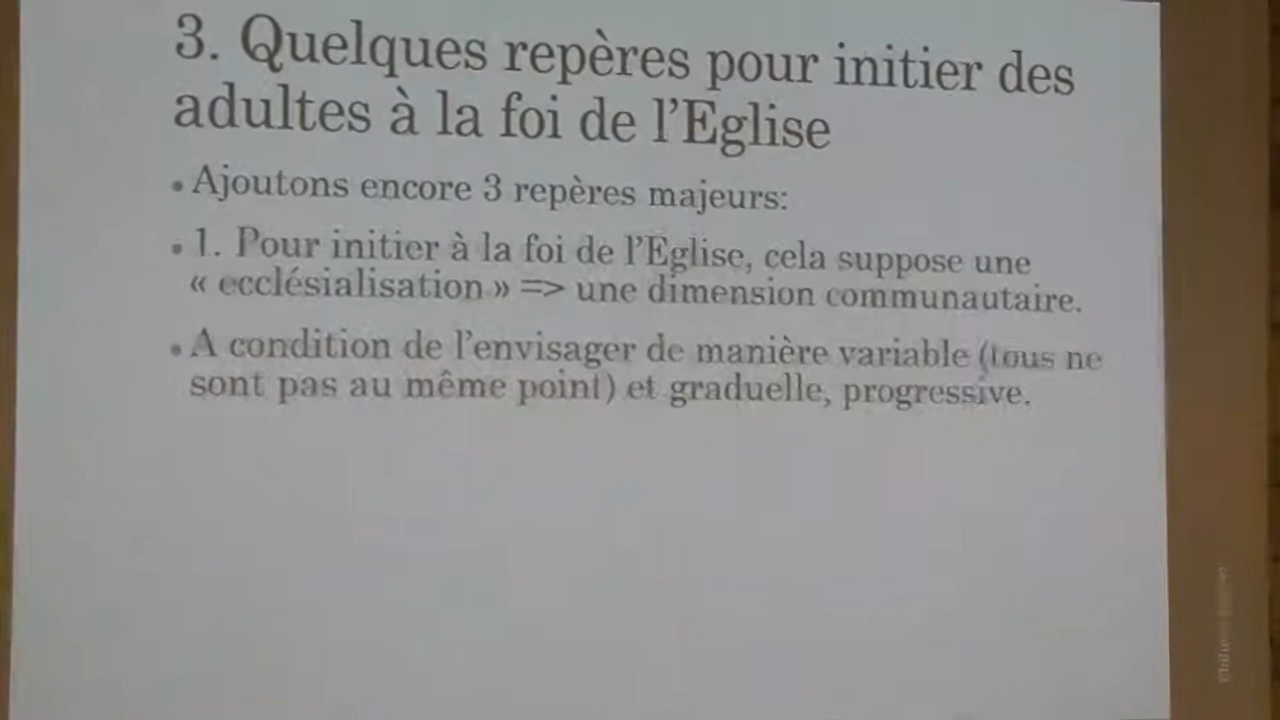 3. Quelques repères pour initier des
adultes à la foi de l'Eglise
• Ajoutons encore 3 repères majeurs:
• 1. Pour initier à la foi de l'Eglise, cela suppose une
« ecclésialisation » => une dimension communautaire.
• A condition de l'envisager de manière variable (tous ne
sont pas au même point) et graduelle, progressive.